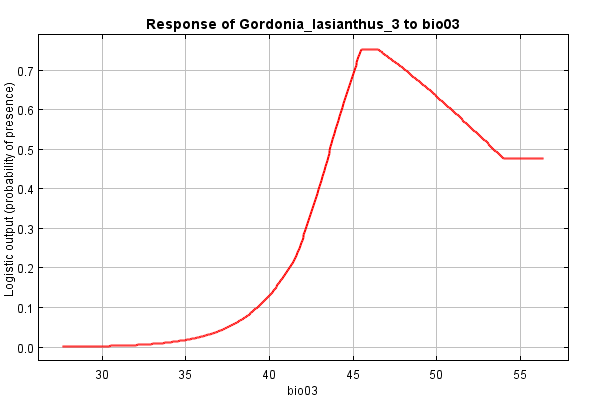 Response of Gordonia_lasianthus_3 to bio03
Logistic output (probability of presence)
0.7
0.6
0.5
0.4
0.3
0.2
0.1
0.0
30 35 40 45 50 55
bio03